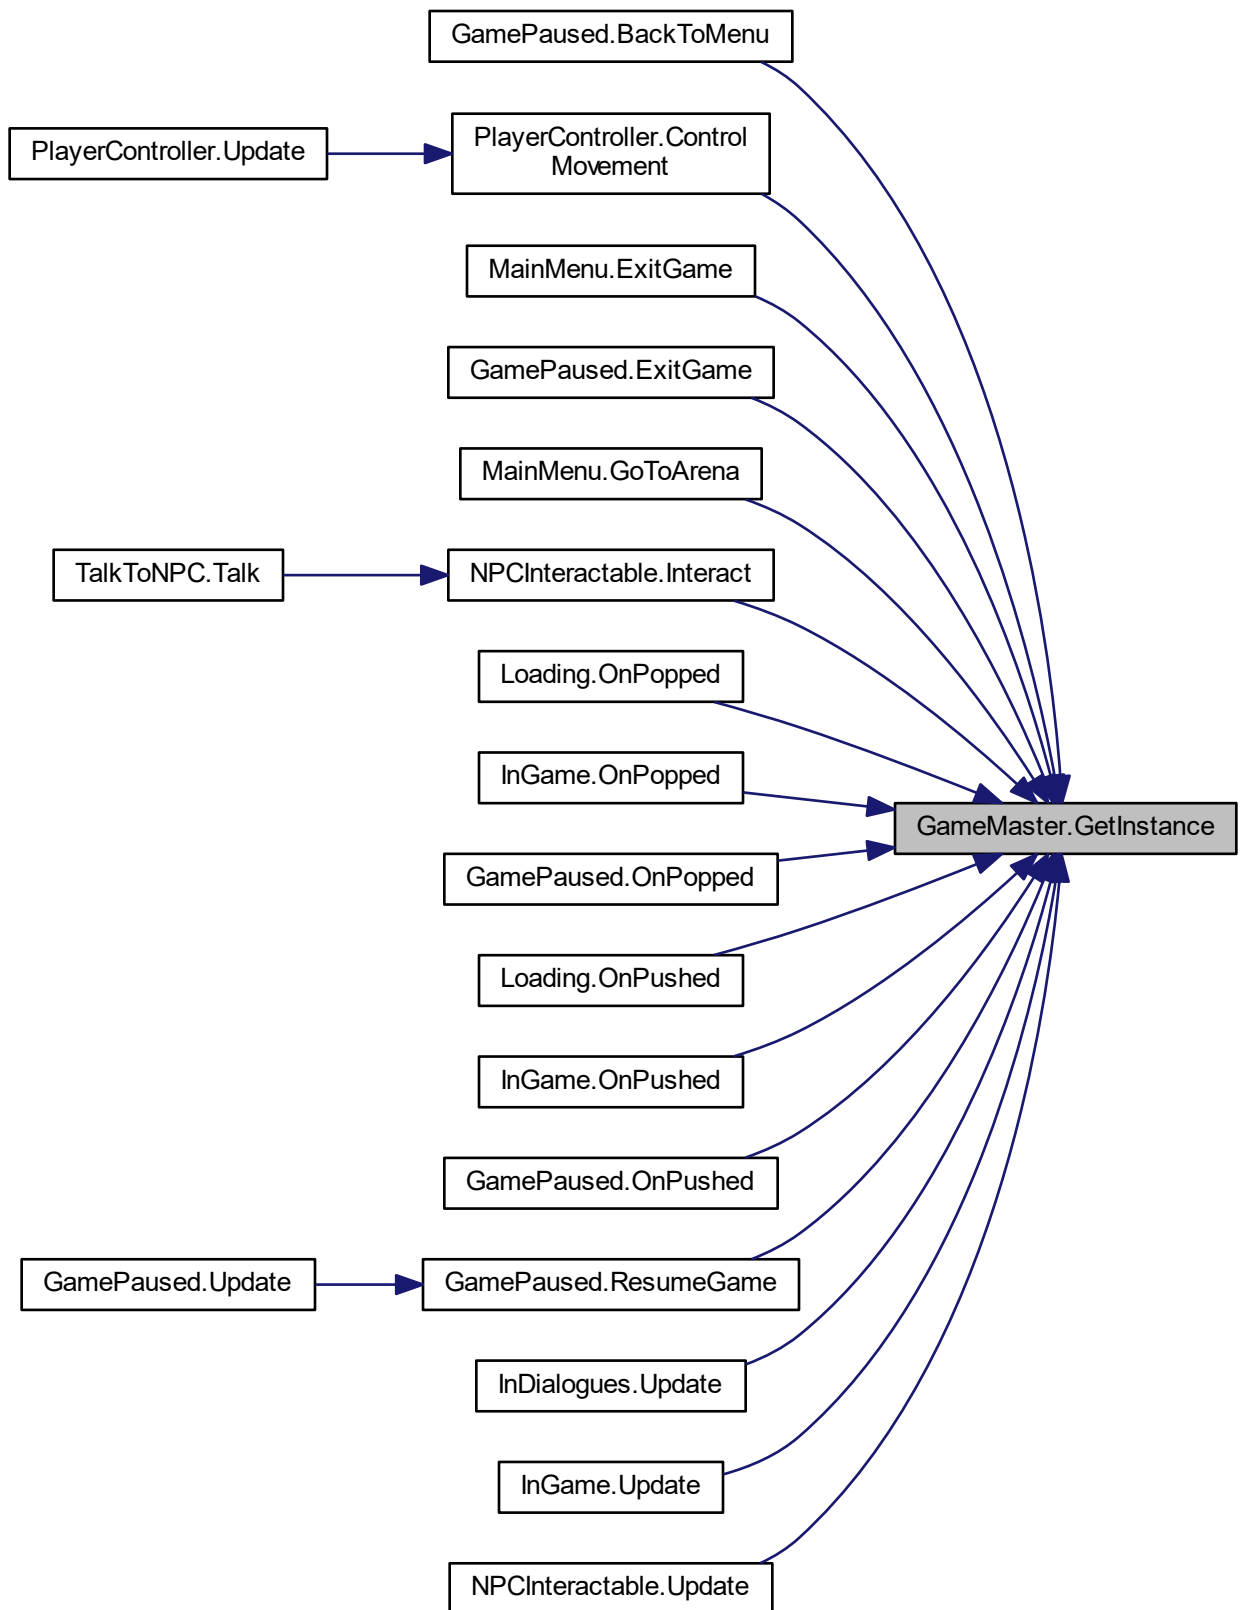 GamePaused.BackToMenu
PlayerController.Update
PlayerController.Control
Movement
MainMenu.ExitGame
GamePaused.ExitGame
MainMenu.GoToArena
TalkToNPC.Talk
NPCInteractable.Interact
Loading.OnPopped
InGame.OnPopped
GameMaster.GetInstance
GamePaused.OnPopped
Loading.OnPushed
InGame.OnPushed
GamePaused.OnPushed
GamePaused.Update
GamePaused.ResumeGame
InDialogues.Update
InGame.Update
NPCInteractable.Update